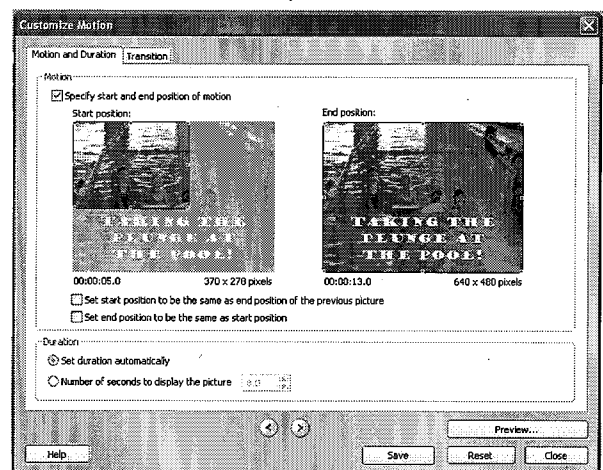 Customize Motion
Motion and Duration Transition
Motion
Specify start and end position of motion
Start position:
End position:
TAKING THE
PLUNGE AT
THE POOL!
TAKING THE
PLUNGE AT
THE POOL!
00:00:05.0 370 x 278 pixels
00:00:13.0 640 x 480 pixels
Set start position to be the same as end position of the previous picture
Set end position to be the same as start position
Duration
Set duration automatically
Number of seconds to display the picture 8.0
Preview...
Help Save Reset Close